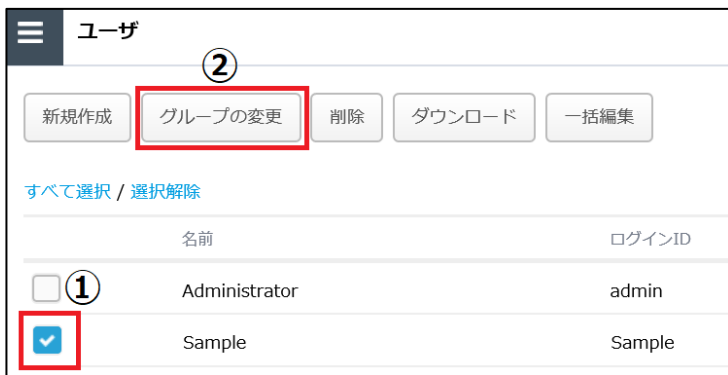 ユーザ
②
新規作成 グループの変更 削除 ダウンロード 一括編集
すべて選択 / 選択解除
名前 ログインID
① Administrator admin
Sample Sample